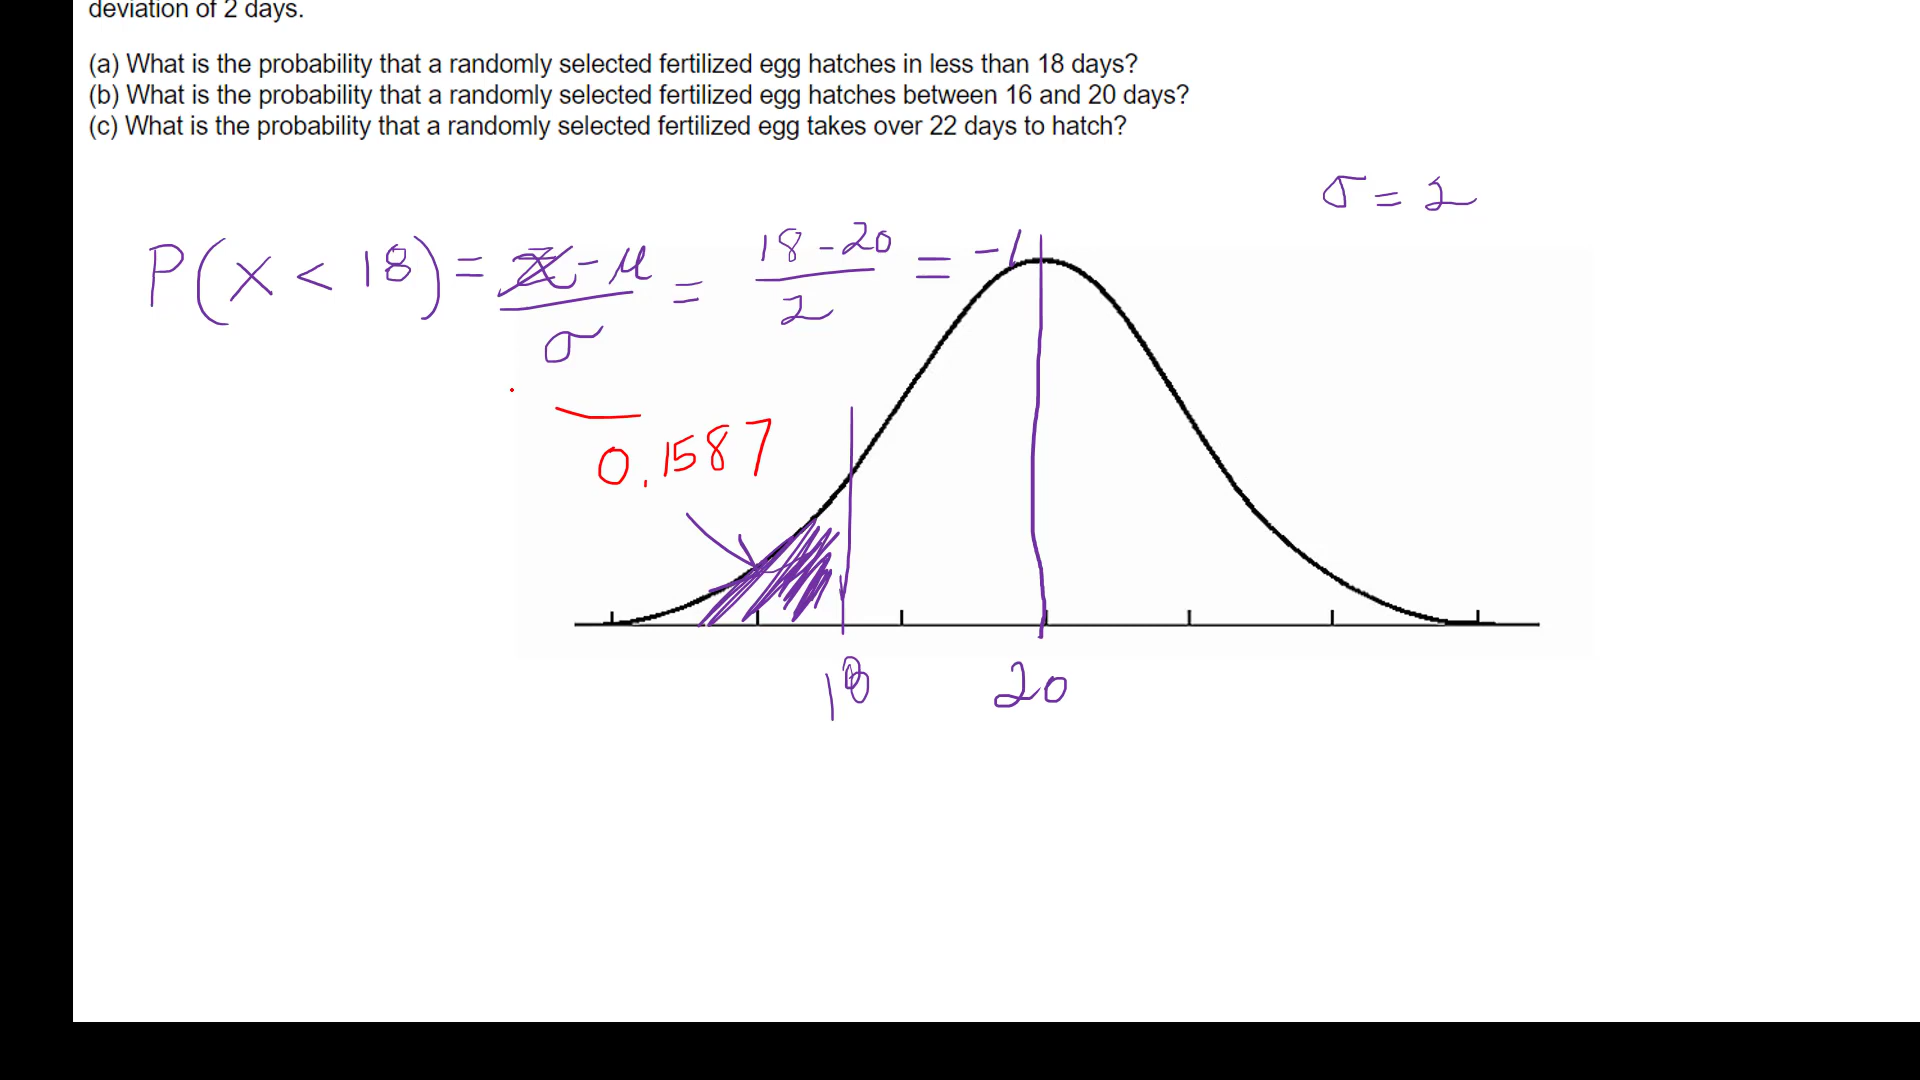 deviation of 2 days.
(a) What is the probability that a randomly selected fertilized egg hatches in less than 18 days?
(b) What is the probability that a randomly selected fertilized egg hatches between 16 and 20 days?
(c) What is the probability that a randomly selected fertilized egg takes over 22 days to hatch?
σ = 2
P(X < 18) = x - μ / σ = 18 - 20 / 2 = -1
0.1587
18 20